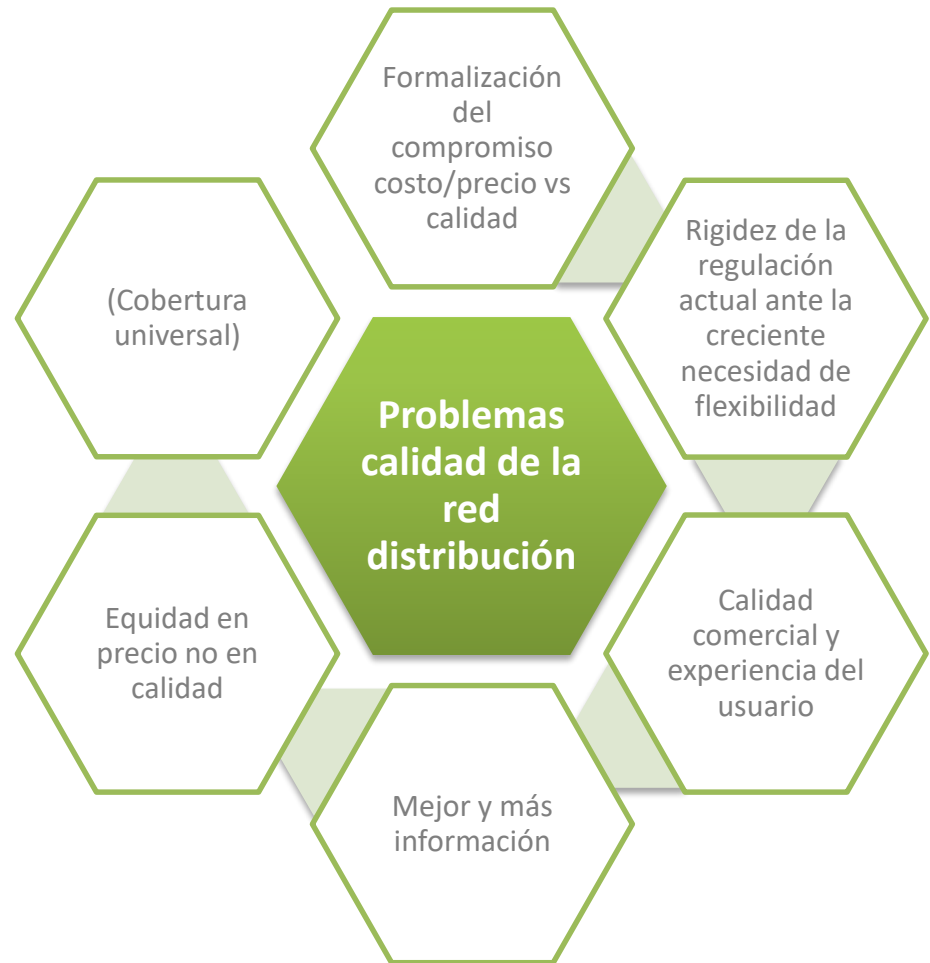 Formalización
del
compromiso
costo/precio vs
calidad
Rigidez de la
regulación
actual ante la
creciente
necesidad de
flexibilidad
Calidad
comercial y
experiencia del
usuario
Mejor y más
información
Equidad en
precio no en
calidad
(Cobertura
universal)
Problemas
calidad de la
red
distribución